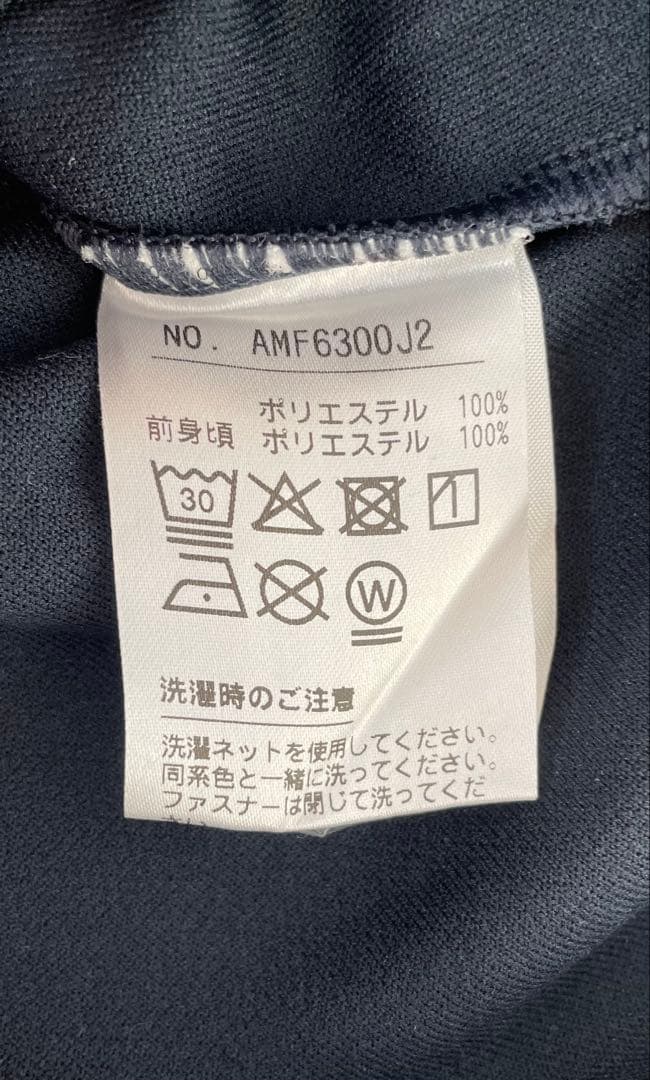 NO. AMF6300J2
ポリエステル 100%
前身頃 ポリエステル 100%
30
W
洗濯時のご注意
洗濯ネットを使用してください。
同系色と一緒に洗ってください。
ファスナーは閉じて洗ってくだ
さい